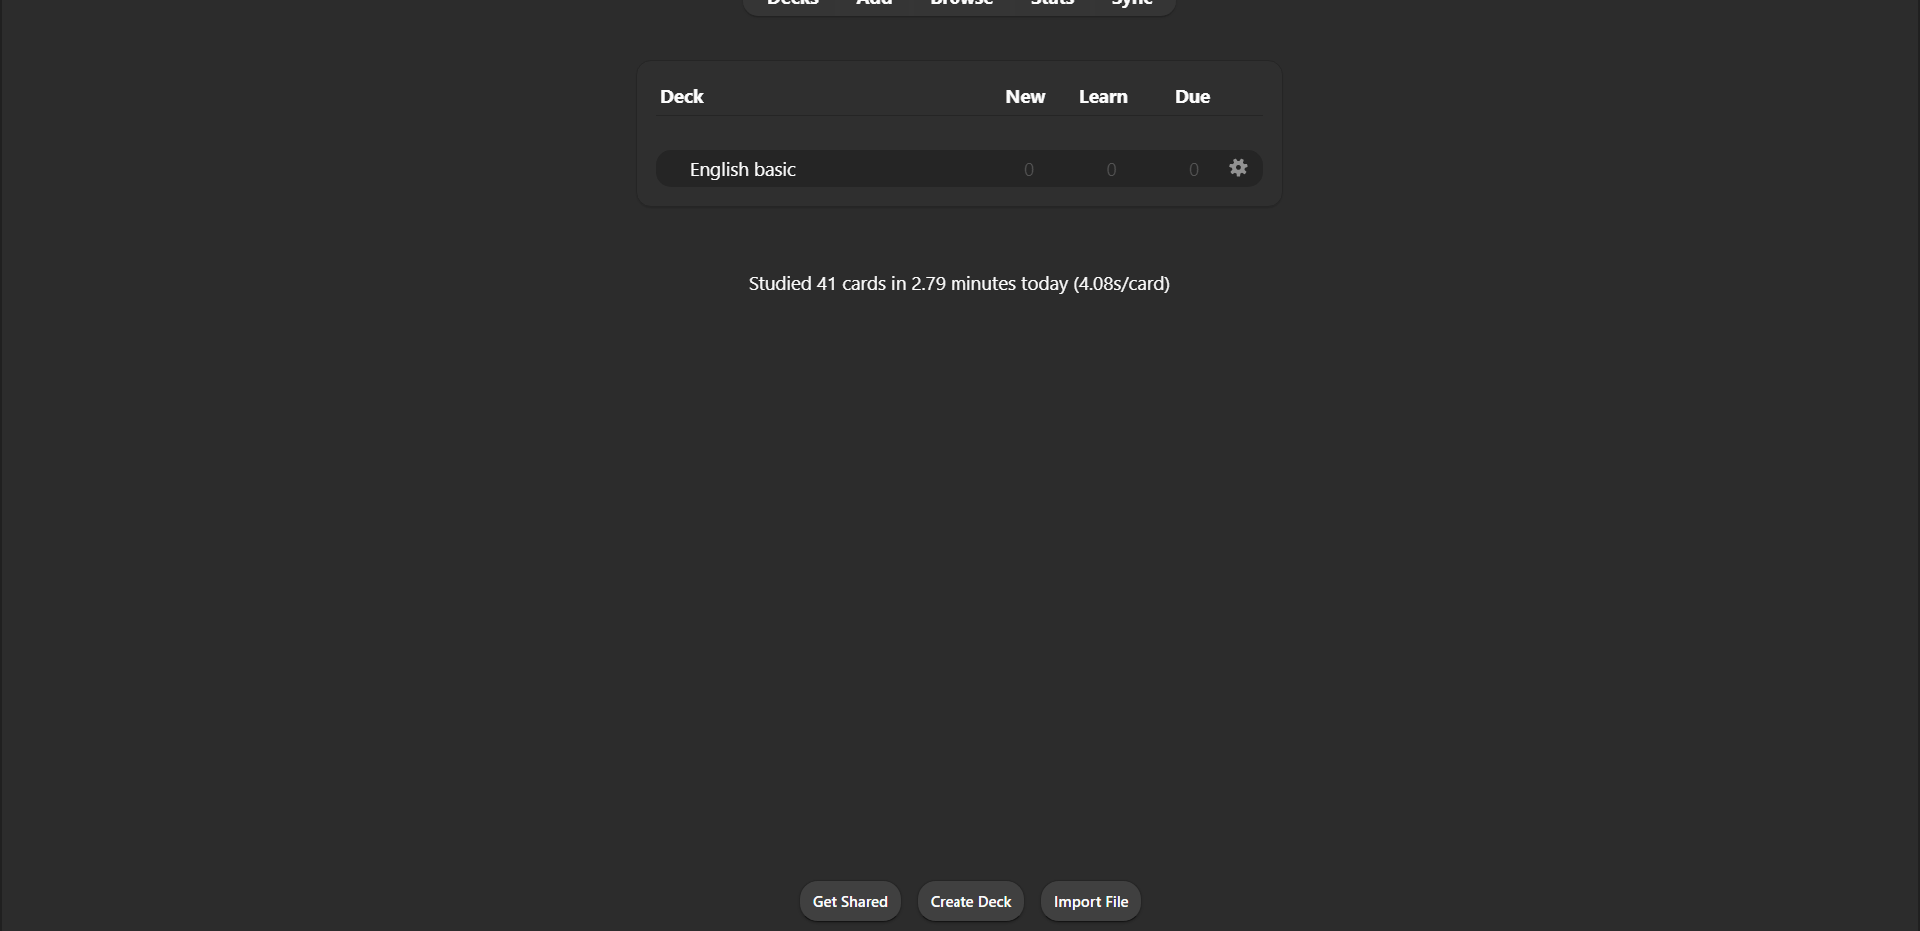 Decks Add Browse Stats Sync
Deck New Learn Due
English basic 0 0 0
Studied 41 cards in 2.79 minutes today (4.08s/card)
Get Shared Create Deck Import File